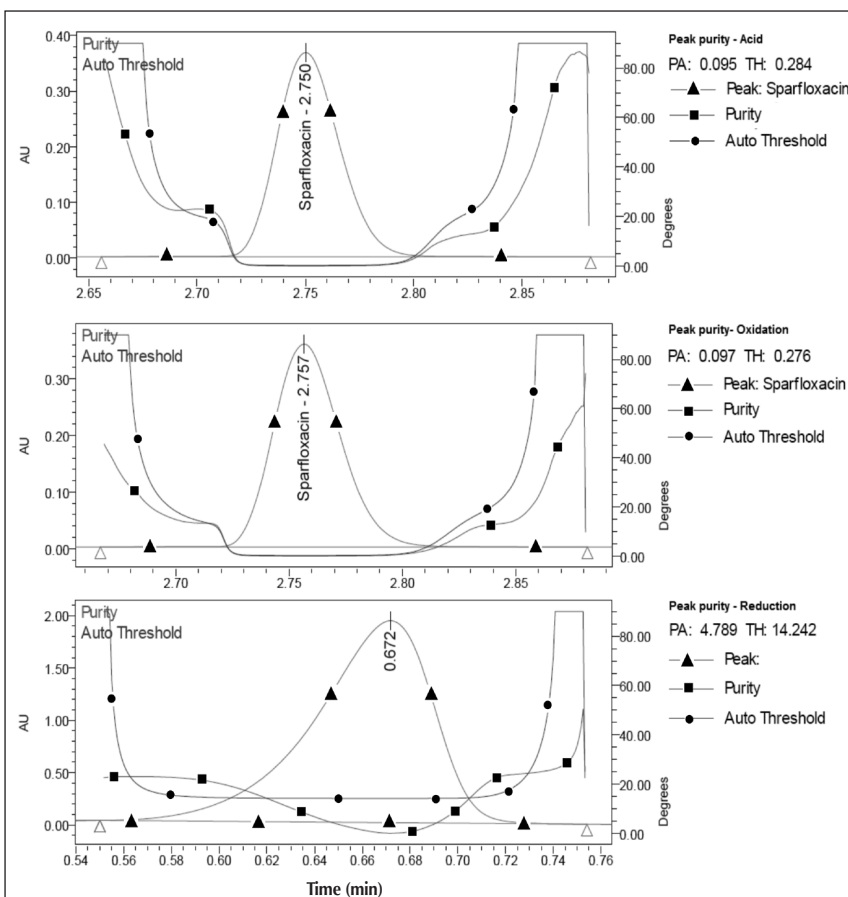 Purity
Auto Threshold
0.40
0.30
0.20
0.10
0.00
AU
Sparfloxacin - 2.750
80.00
60.00
40.00
20.00
0.00
Degrees
2.65 2.70 2.75 2.80 2.85
Peak purity - Acid
PA: 0.095 TH: 0.284
Peak: Sparfloxacin
Purity
Auto Threshold
Purity
Auto Threshold
0.30
0.20
0.10
0.00
AU
Sparfloxacin - 2.757
80.00
60.00
40.00
20.00
0.00
Degrees
2.70 2.75 2.80 2.85
Peak purity- Oxidation
PA: 0.097 TH: 0.276
Peak: Sparfloxacin
Purity
Auto Threshold
Purity
Auto Threshold
2.00
1.50
1.00
0.50
0.00
AU
0.672
80.00
60.00
40.00
20.00
0.00
Degrees
0.54 0.56 0.58 0.60 0.62 0.64 0.66 0.68 0.70 0.72 0.74 0.76
Peak purity - Reduction
PA: 4.789 TH: 14.242
Peak:
Purity
Auto Threshold
Time (min)